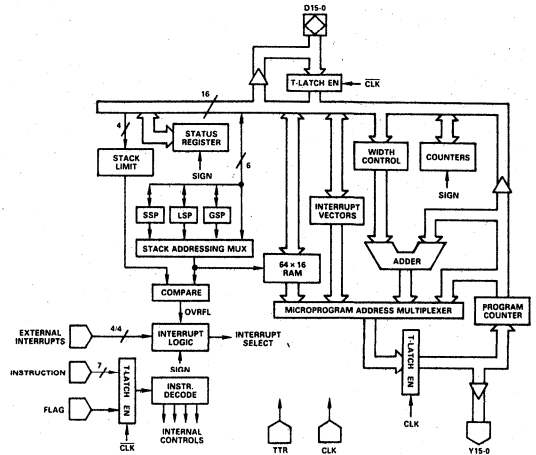 D15-0
T-LATCH EN
CLK
16
4
STATUS
REGISTER
SIGN
STACK
LIMIT
6
WIDTH
CONTROL
COUNTERS
SIGN
SSP
LSP
GSP
INTERRUPT
VECTORS
STACK ADDRESSING MUX
64 × 16
RAM
ADDER
COMPARE
OVRFL
MICROPROGRAM ADDRESS MULTIPLEXER
PROGRAM
COUNTER
EXTERNAL
INTERRUPTS
4/4
INTERRUPT
LOGIC
INTERRUPT
SELECT
SIGN
T-LATCH EN
CLK
INSTRUCTION
7
T-LATCH EN
INSTR.
DECODE
FLAG
CLK
INTERNAL
CONTROLS
TTR
CLK
Y15-0